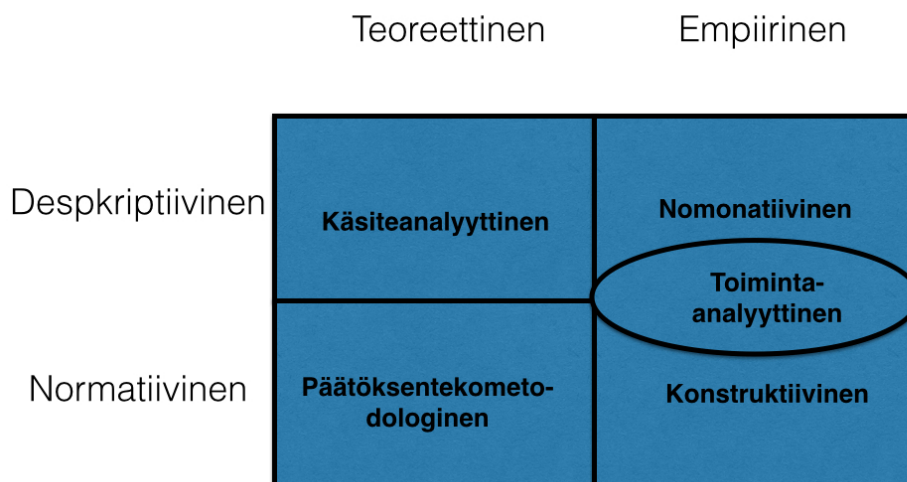 Teoreettinen Empiirinen
Despkriptiivinen
Käsiteanalyyttinen
Nomonatiivinen
Toiminta-
analyyttinen
Normatiivinen
Päätöksentekometo-
dologinen
Konstruktiivinen